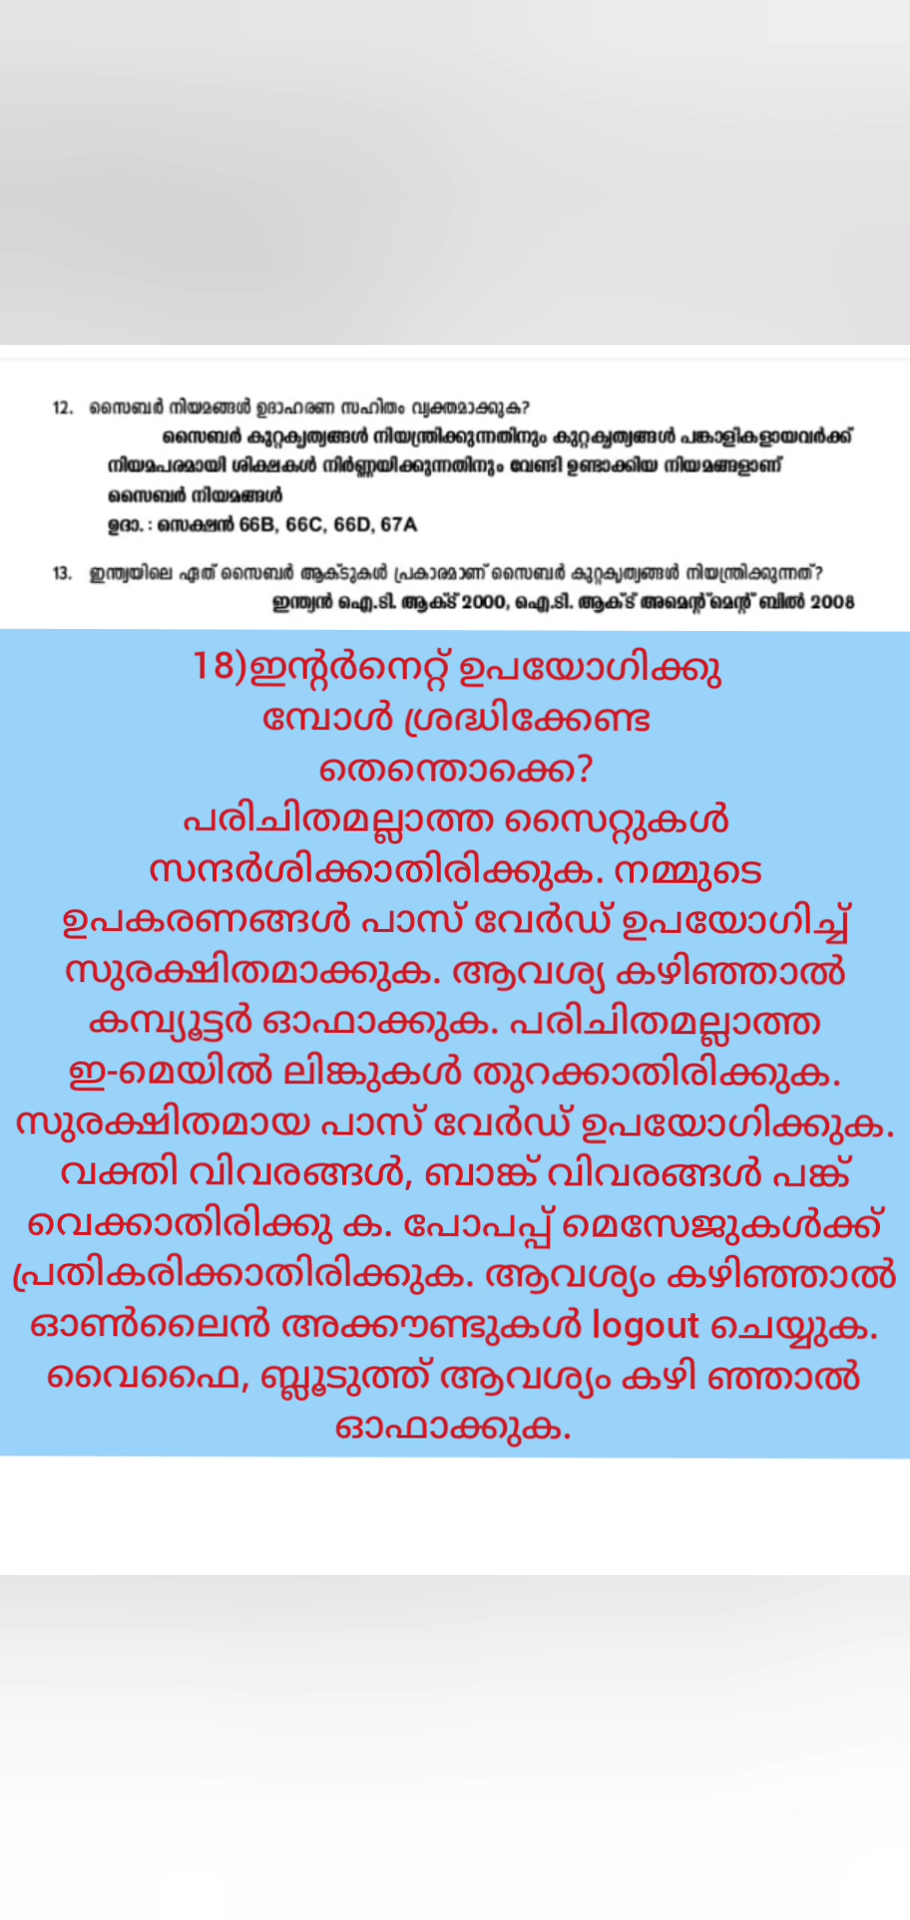 12. സൈബർ നിയമങ്ങൾ ഉദാഹരണ സഹിതം വ്യക്തമാക്കുക?
സൈബർ കുറ്റകൃത്യങ്ങൾ നിയന്ത്രിക്കുന്നതിനും കുറ്റകൃത്യങ്ങൾ പങ്കാളികളായവർക്ക്
നിയമപരമായി ശിക്ഷകൾ നിർണ്ണയിക്കുന്നതിനും വേണ്ടി ഉണ്ടാക്കിയ നിയമങ്ങളാണ്
സൈബർ നിയമങ്ങൾ
ഉദാ. : സെക്ഷൻ 66B, 66C, 66D, 67A
13. ഇന്ത്യയിലെ ഏത് സൈബർ ആക്ടുകൾ പ്രകാരമാണ് സൈബർ കുറ്റകൃത്യങ്ങൾ നിയന്ത്രിക്കുന്നത്?
ഇന്ത്യൻ ഐ.ടി. ആക്ട് 2000, ഐ.ടി. ആക്ട് അമെന്റ്മെന്റ് ബിൽ 2008
18)ഇന്റർനെറ്റ് ഉപയോഗിക്കു
മ്പോൾ ശ്രദ്ധിക്കേണ്ട
തെന്തൊക്കെ?
പരിചിതമല്ലാത്ത സൈറ്റുകൾ
സന്ദർശിക്കാതിരിക്കുക. നമ്മുടെ
ഉപകരണങ്ങൾ പാസ് വേർഡ് ഉപയോഗിച്ച്
സുരക്ഷിതമാക്കുക. ആവശ്യ കഴിഞ്ഞാൽ
കമ്പ്യൂട്ടർ ഓഫാക്കുക. പരിചിതമല്ലാത്ത
ഇ-മെയിൽ ലിങ്കുകൾ തുറക്കാതിരിക്കുക.
സുരക്ഷിതമായ പാസ് വേർഡ് ഉപയോഗിക്കുക.
വക്തി വിവരങ്ങൾ, ബാങ്ക് വിവരങ്ങൾ പങ്ക്
വെക്കാതിരിക്കു ക. പോപപ്പ് മെസേജുകൾക്ക്
പ്രതികരിക്കാതിരിക്കുക. ആവശ്യം കഴിഞ്ഞാൽ
ഓൺലൈൻ അക്കൗണ്ടുകൾ logout ചെയ്യുക.
വൈഫൈ, ബ്ലൂടുത്ത് ആവശ്യം കഴി ഞ്ഞാൽ
ഓഫാക്കുക.